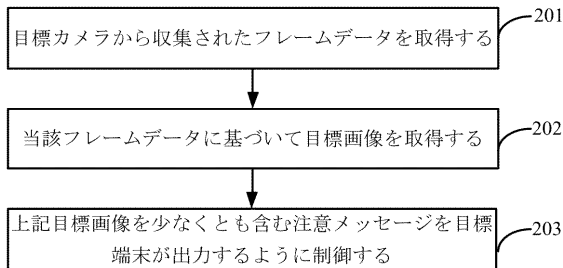 目標カメラから収集されたフレームデータを取得する
201
当該フレームデータに基づいて目標画像を取得する
202
上記目標画像を少なくとも含む注意メッセージを目標
端末が出力するように制御する
203